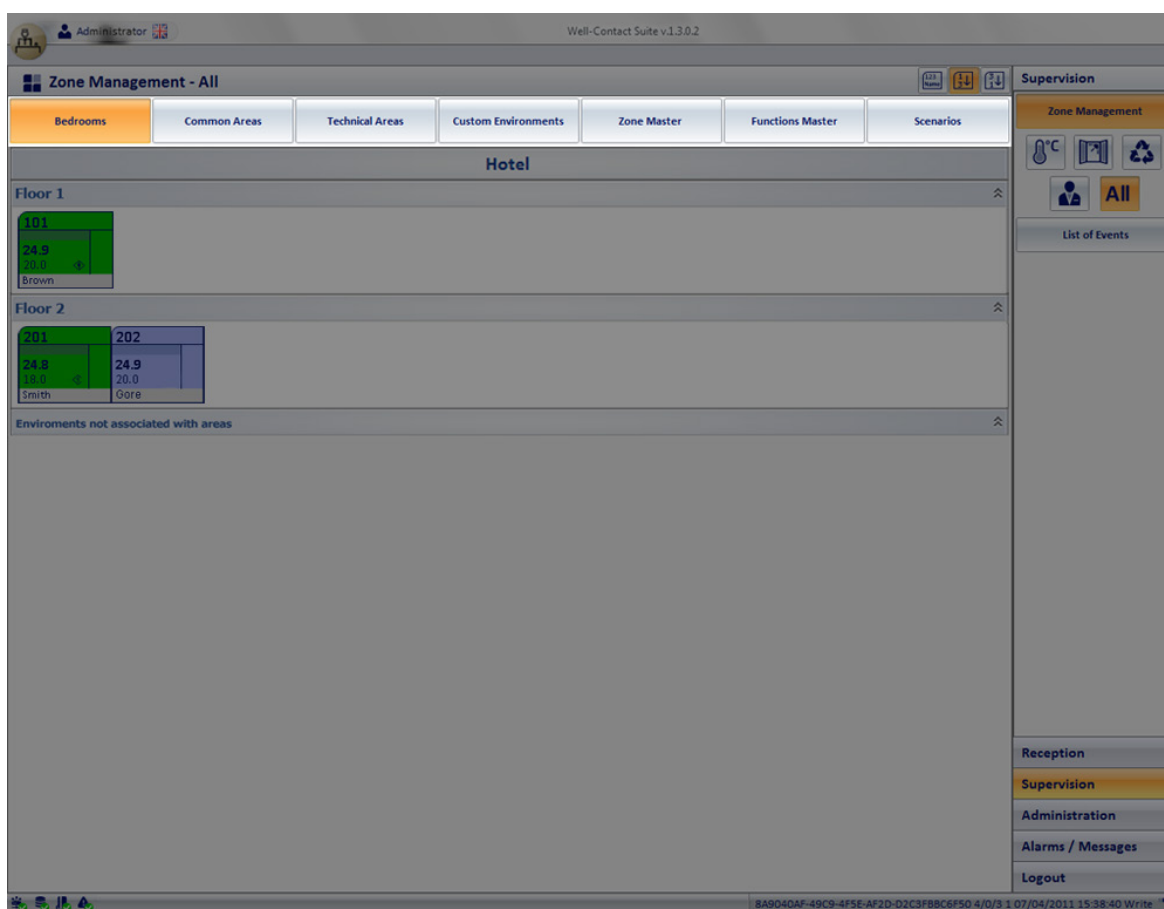 Administrator
Well-Contact Suite v.1.3.0.2
Zone Management - All
Supervision
Bedrooms
Common Areas
Technical Areas
Custom Environments
Zone Master
Functions Master
Scenarios
Zone Management
°C
All
List of Events
Hotel
Floor 1
101
24.9
20.0
Brown
Floor 2
201
24.8
18.0
Smith
202
24.9
20.0
Gore
Enviroments not associated with areas
Reception
Supervision
Administration
Alarms / Messages
Logout
8A9040AF-49C9-4F5E-AF2D-D2C3FBBC6F50 4/0/3 1 07/04/2011 15:38:40 Write